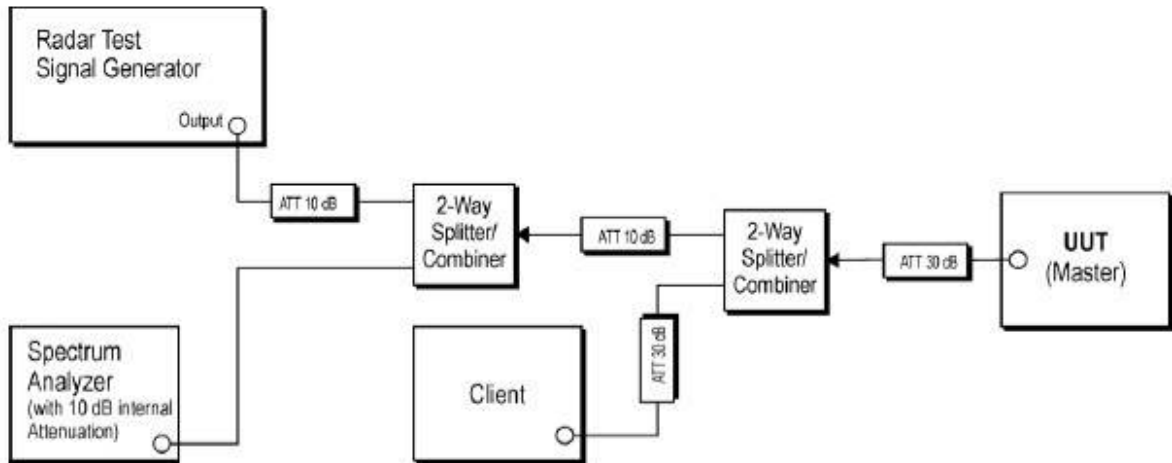 Radar Test
Signal Generator
Output
ATT 10 dB
2-Way
Splitter/
Combiner
ATT 10 dB
2-Way
Splitter/
Combiner
ATT 30 dB
UUT
(Master)
Spectrum
Analyzer
(with 10 dB internal
Attenuation)
Client
ATT 30 dB